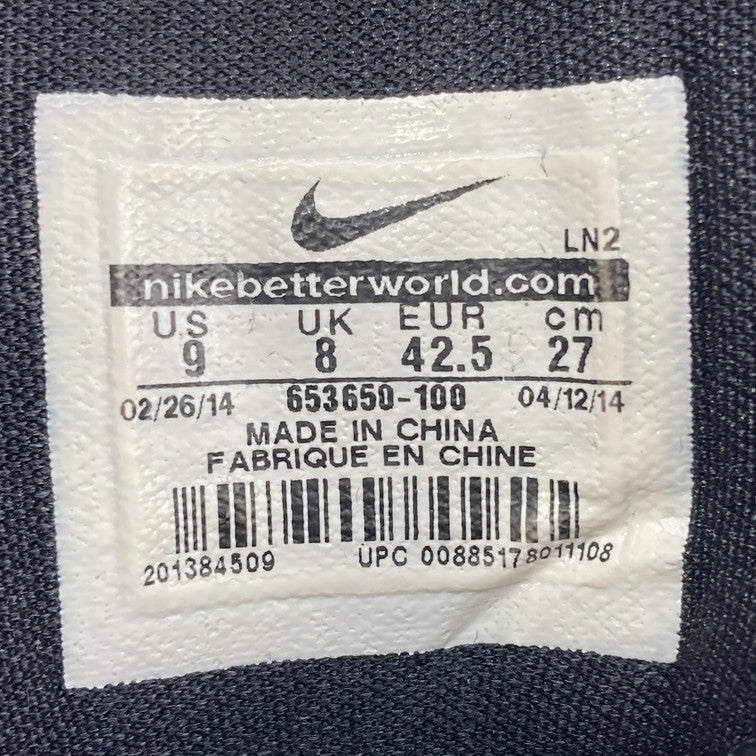 LN2
nikebetterworld.com
US UK EUR cm
9 8 42.5 27
02/26/14 653650-100 04/12/14
MADE IN CHINA
FABRIQUE EN CHINE
201384509 UPC 00885178911108